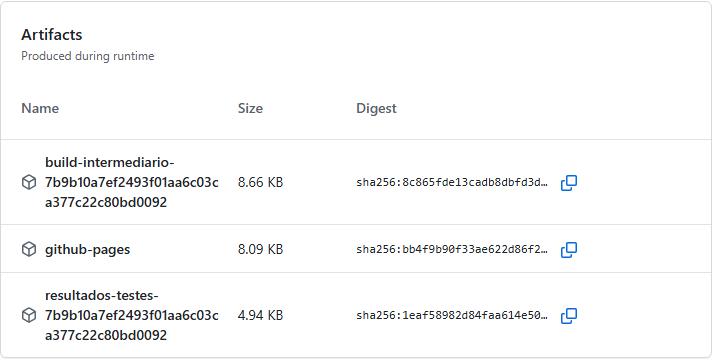 Artifacts
Produced during runtime
Name Size Digest
build-intermediario-
7b9b10a7ef2493f01aa6c03c 8.66 KB sha256:8c865fde13cadb8dbfd3d…
a377c22c80bd0092
github-pages 8.09 KB sha256:bb4f9b90f33ae622d86f2…
resultados-testes-
7b9b10a7ef2493f01aa6c03c 4.94 KB sha256:1eaf58982d84faa614e50…
a377c22c80bd0092